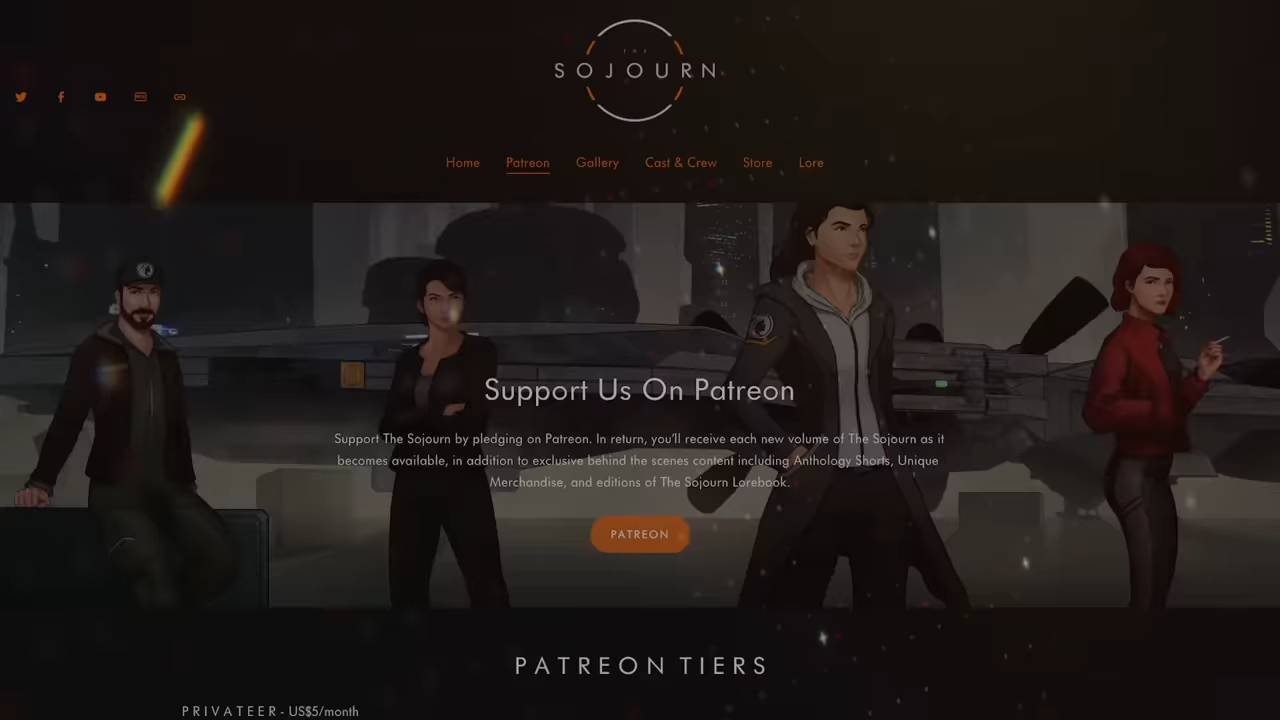 THE
SOJOURN
Home Patreon Gallery Cast & Crew Store Lore
Support Us On Patreon
Support The Sojourn by pledging on Patreon. In return, you'll receive each new volume of The Sojourn as it
becomes available, in addition to exclusive behind the scenes content including Anthology Shorts, Unique
Merchandise, and editions of The Sojourn Lorebook.
PATREON
PATREON TIERS
PRIVATEER - US$5/month